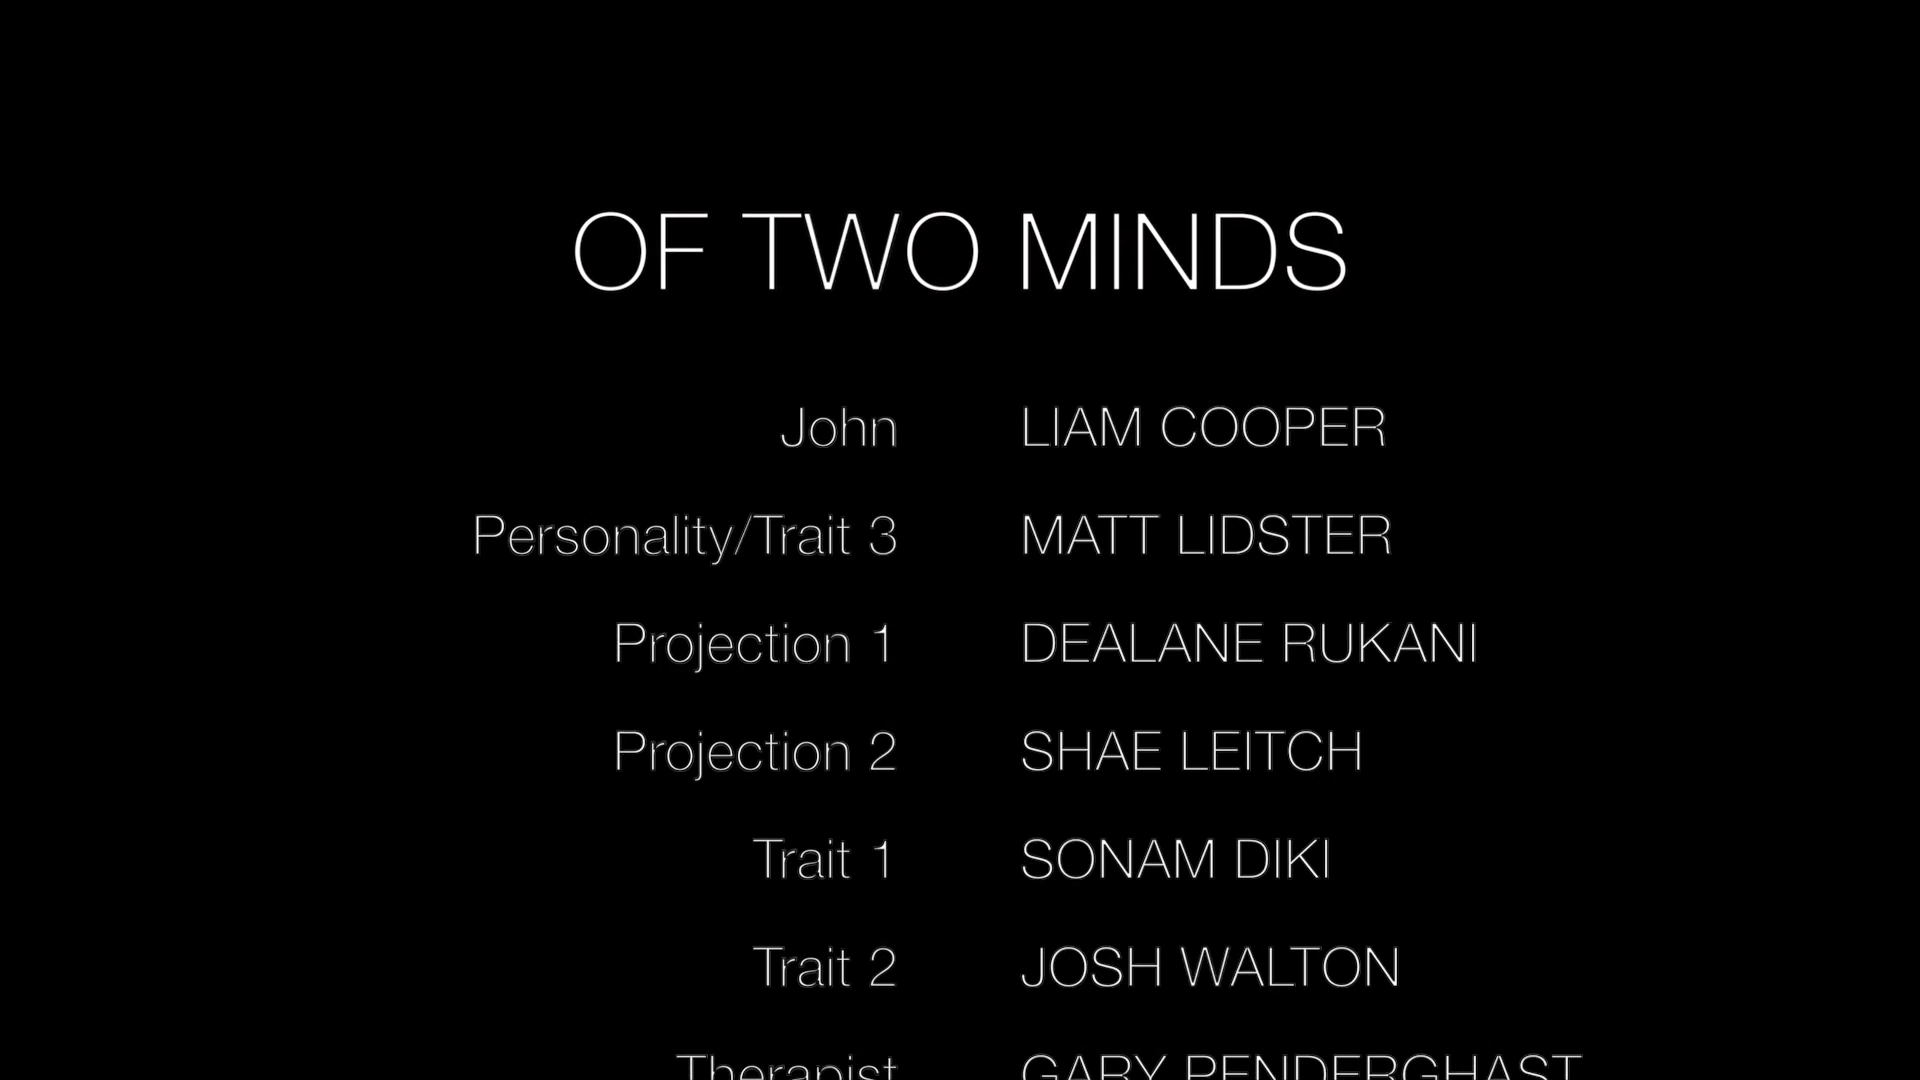 OF TWO MINDS
John LIAM COOPER
Personality/Trait 3 MATT LIDSTER
Projection 1 DEALANE RUKANI
Projection 2 SHAE LEITCH
Trait 1 SONAM DIKI
Trait 2 JOSH WALTON
Therapist GARY PENDERGHAST